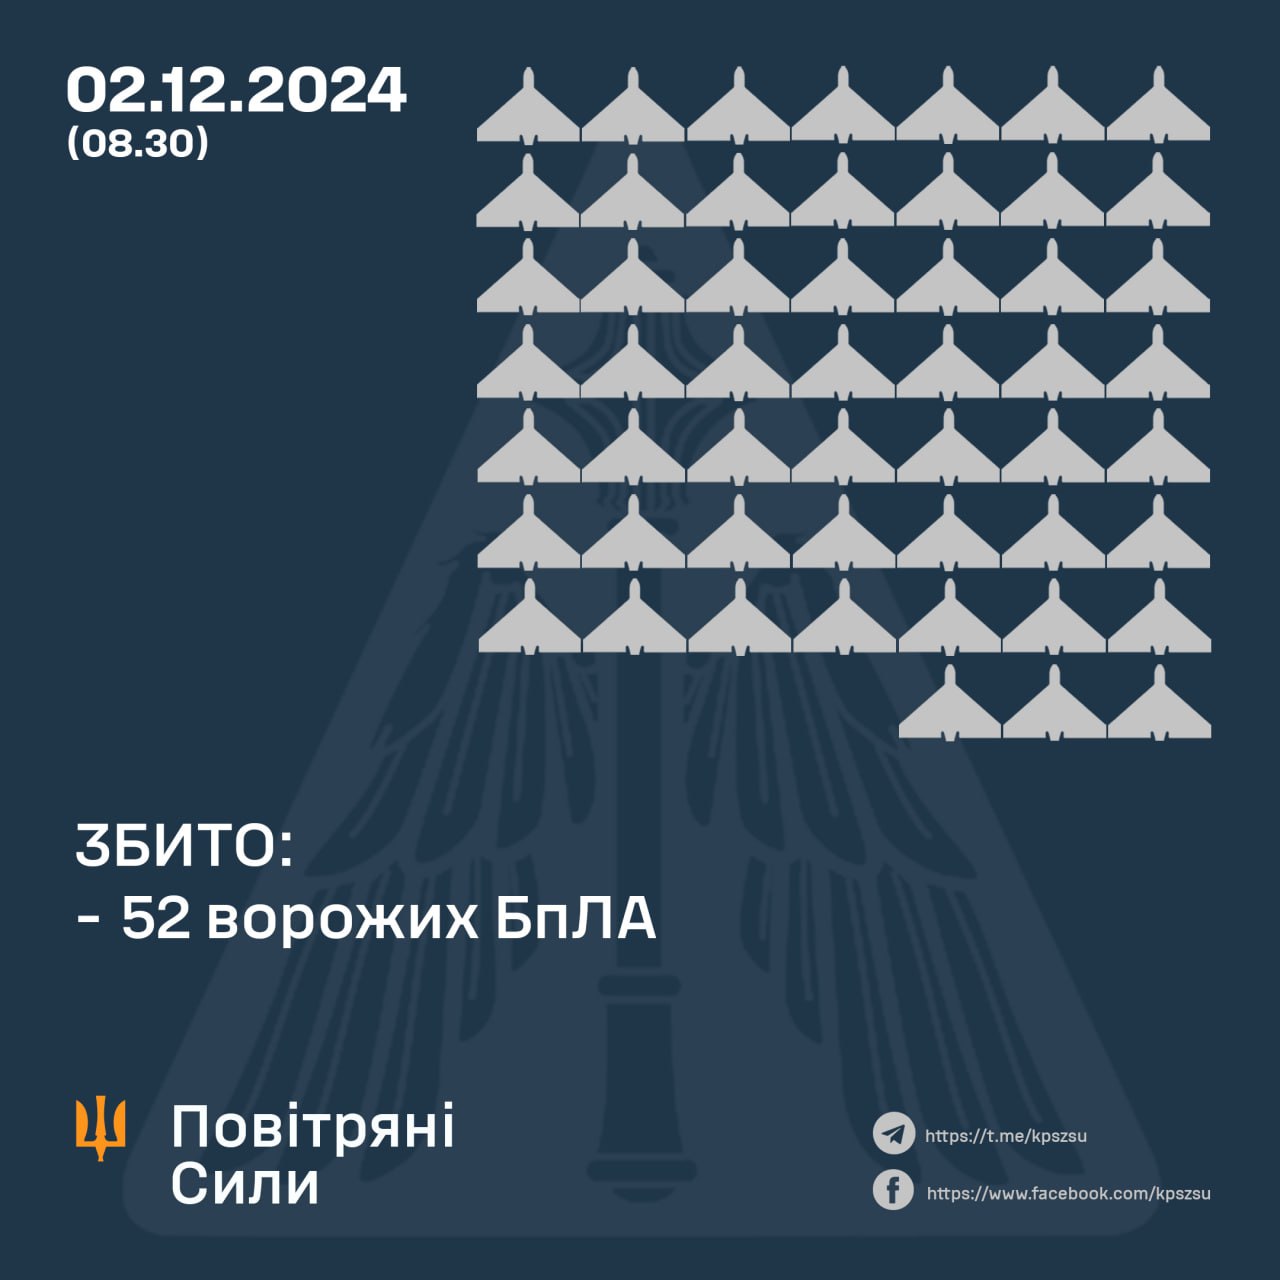 02.12.2024
(08.30)
ЗБИТО:
- 52 ворожих БпЛА
Повітряні
Сили
https://t.me/kpszsu
https://www.facebook.com/kpszsu